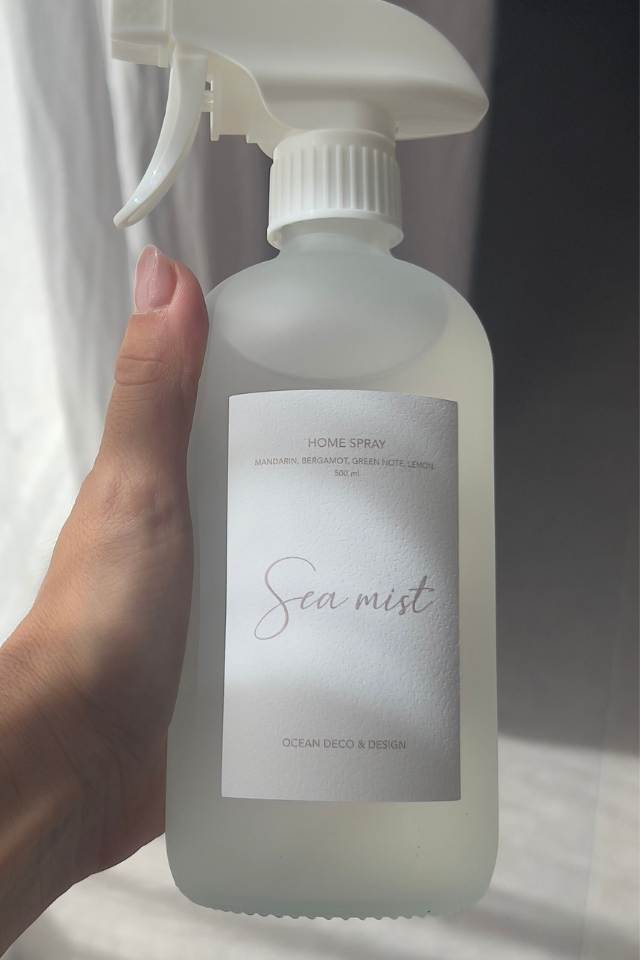 HOME SPRAY
MANDARIN, BERGAMOT, GREEN NOTE, LEMON.
500 ml
Sea mist
OCEAN DECO & DESIGN